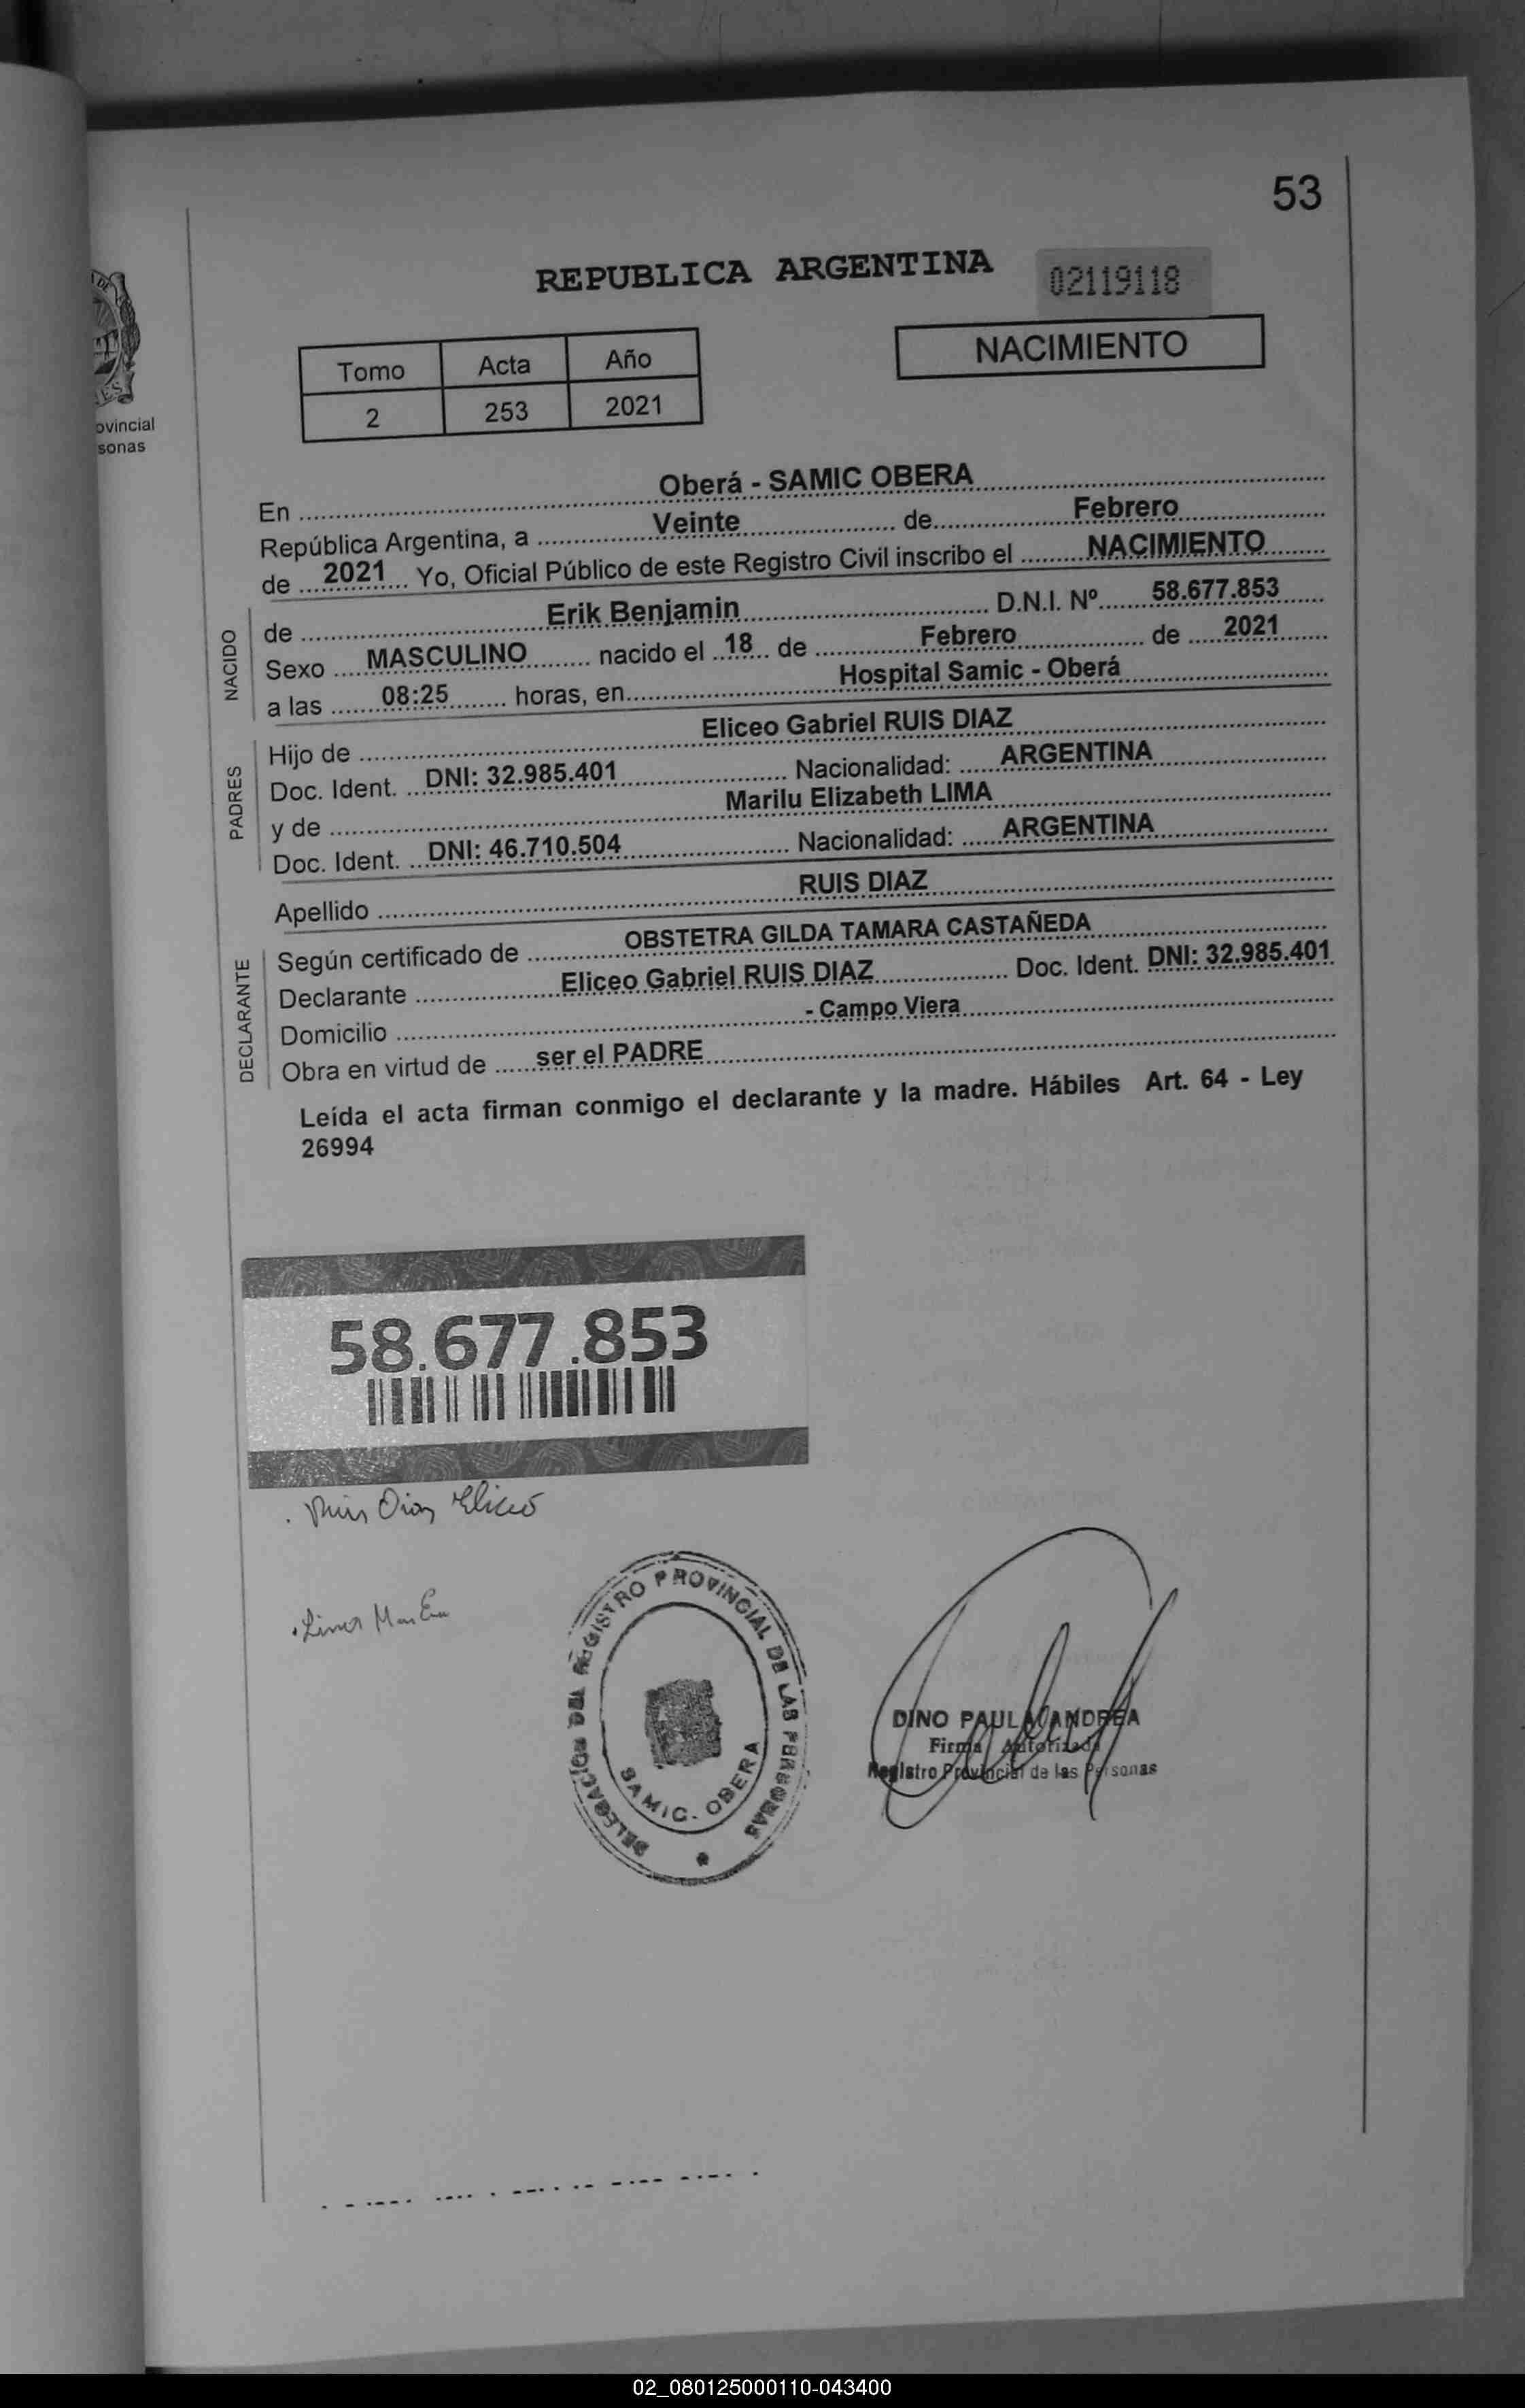 53
REPUBLICA ARGENTINA
02119118
Tomo Acta Año
2 253 2021
NACIMIENTO
ovincial
sonas
En Oberá - SAMIC OBERA
República Argentina, a Veinte de Febrero
de 2021 Yo, Oficial Público de este Registro Civil inscribo el NACIMIENTO
NACIDO
de Erik Benjamin D.N.I. Nº 58.677.853
Sexo MASCULINO nacido el 18 de Febrero de 2021
a las 08:25 horas, en Hospital Samic - Oberá
PADRES
Hijo de Eliceo Gabriel RUIS DIAZ
Doc. Ident. DNI: 32.985.401 Nacionalidad: ARGENTINA
y de Marilu Elizabeth LIMA
Doc. Ident. DNI: 46.710.504 Nacionalidad: ARGENTINA
Apellido RUIS DIAZ
DECLARANTE
Según certificado de OBSTETRA GILDA TAMARA CASTAÑEDA
Declarante Eliceo Gabriel RUIS DIAZ Doc. Ident. DNI: 32.985.401
Domicilio - Campo Viera
Obra en virtud de ser el PADRE
Leída el acta firman conmigo el declarante y la madre. Hábiles Art. 64 - Ley
26994
58.677.853
Ruis Diaz Eliceo
DELEGACION DEL REGISTRO PROVINCIAL DE LAS PERSONAS
SAMIC. OBERA
DINO PAULA ANDREA
Firma Autorizada
Registro Provincial de las Personas
02_080125000110-043400